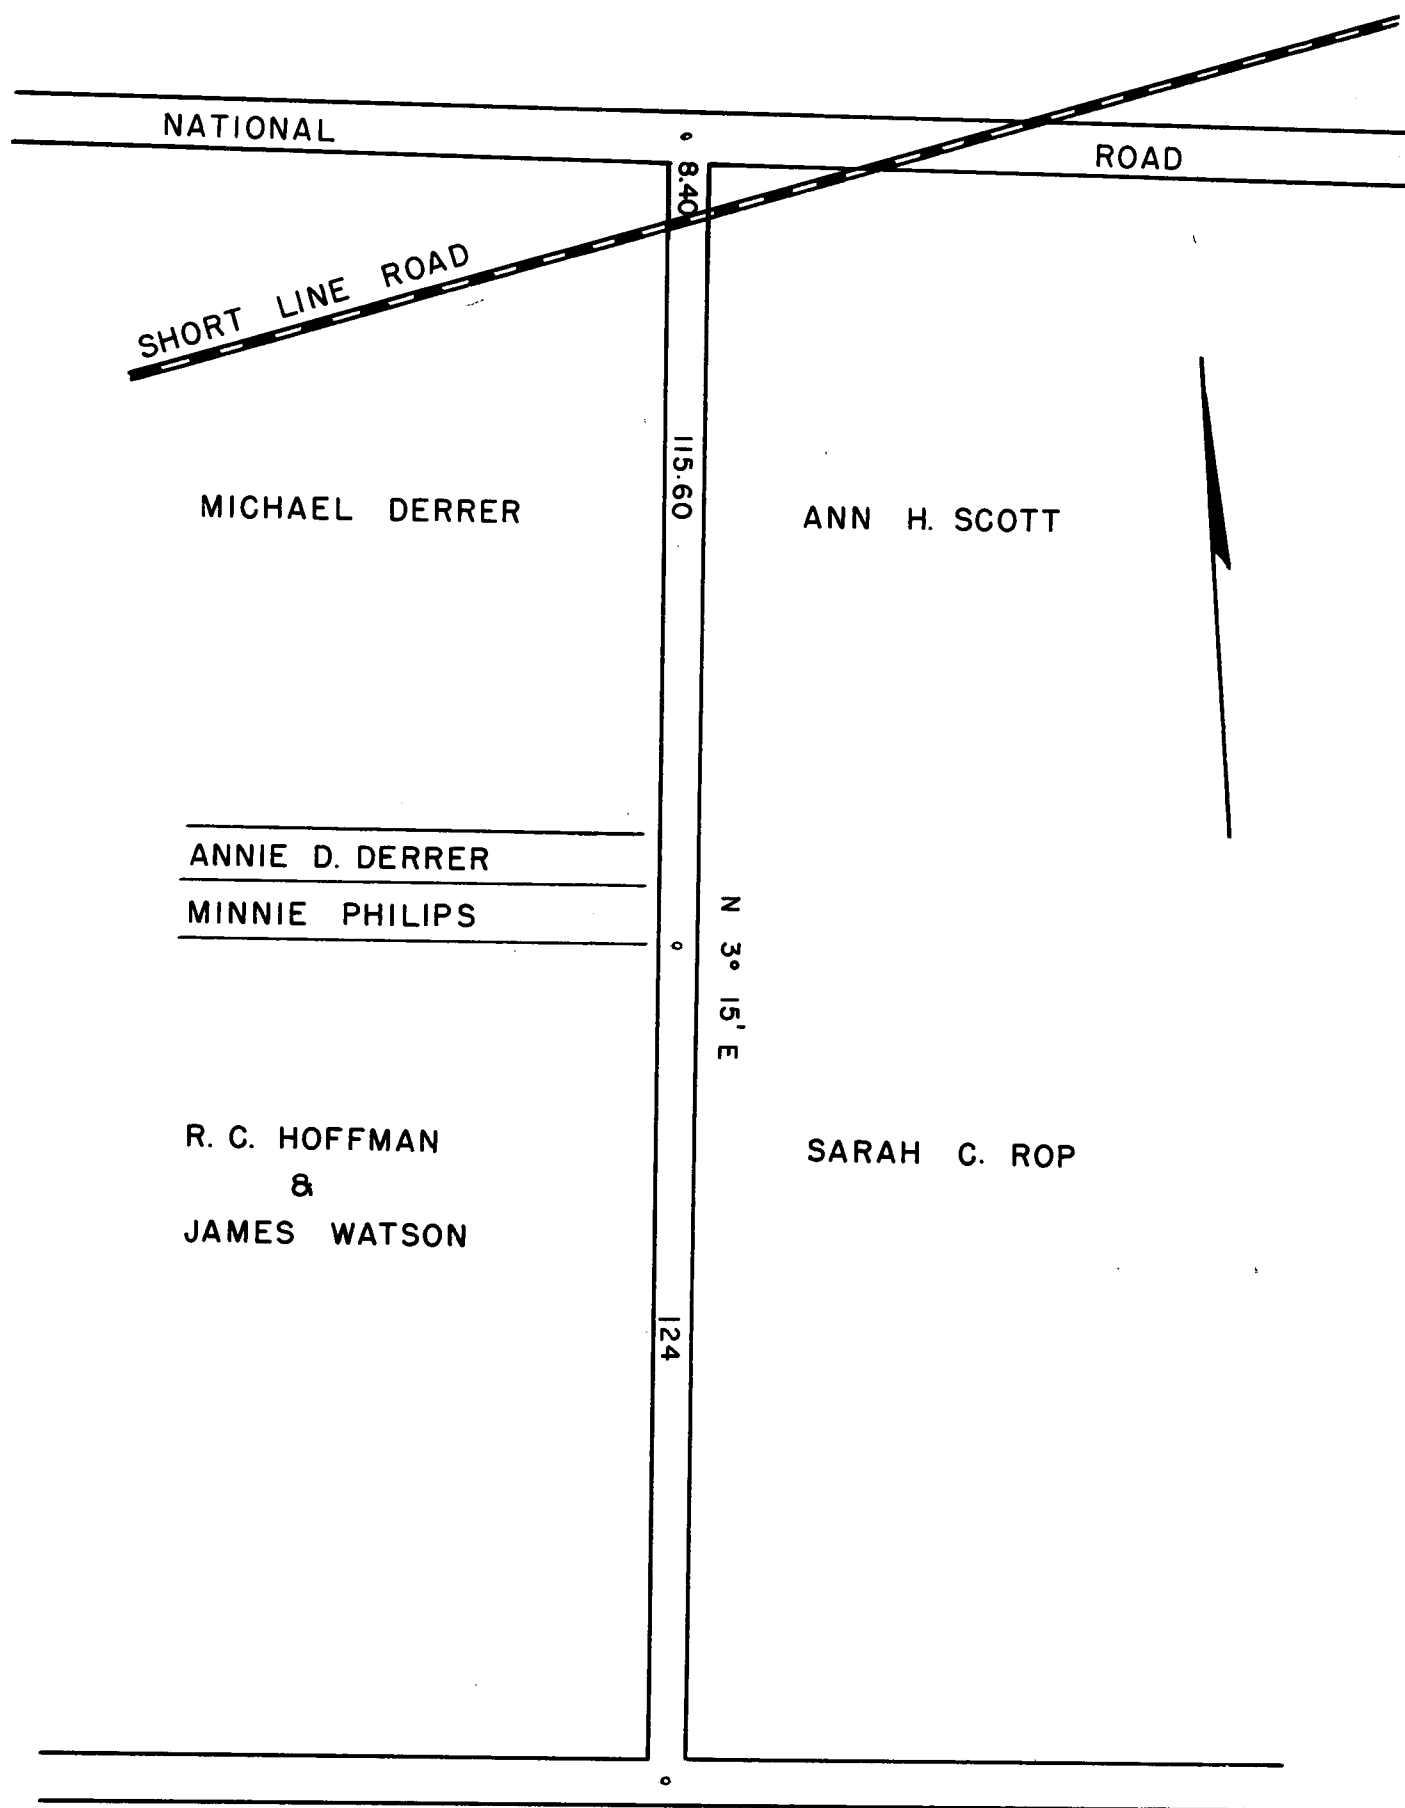 NATIONAL ROAD
8.40
SHORT LINE ROAD
115.60
MICHAEL DERRER
ANN H. SCOTT
ANNIE D. DERRER
MINNIE PHILIPS
N 3° 15' E
R. C. HOFFMAN
&
JAMES WATSON
SARAH C. ROP
124